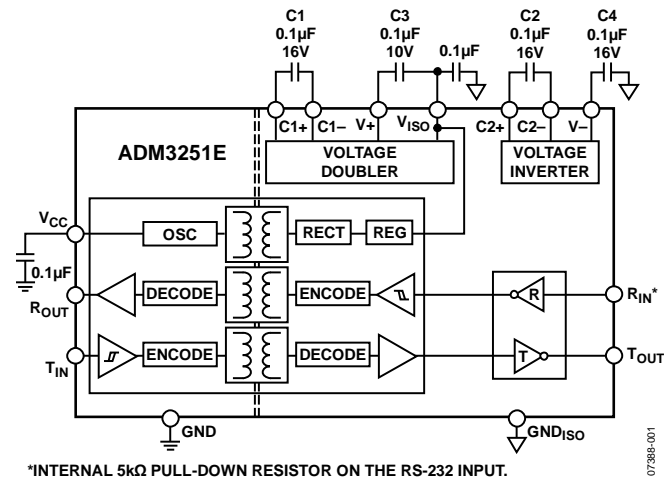 C1
0.1µF
16V
C3
0.1µF
10V
0.1µF
C2
0.1µF
16V
C4
0.1µF
16V
C1+
C1–
V+
VISO
C2+
C2–
V–
ADM3251E
VOLTAGE
DOUBLER
VOLTAGE
INVERTER
VCC
0.1µF
OSC
RECT
REG
ROUT
DECODE
ENCODE
R
RIN*
TIN
ENCODE
DECODE
T
TOUT
GND
GNDISO
*INTERNAL 5kΩ PULL-DOWN RESISTOR ON THE RS-232 INPUT.
07388-001